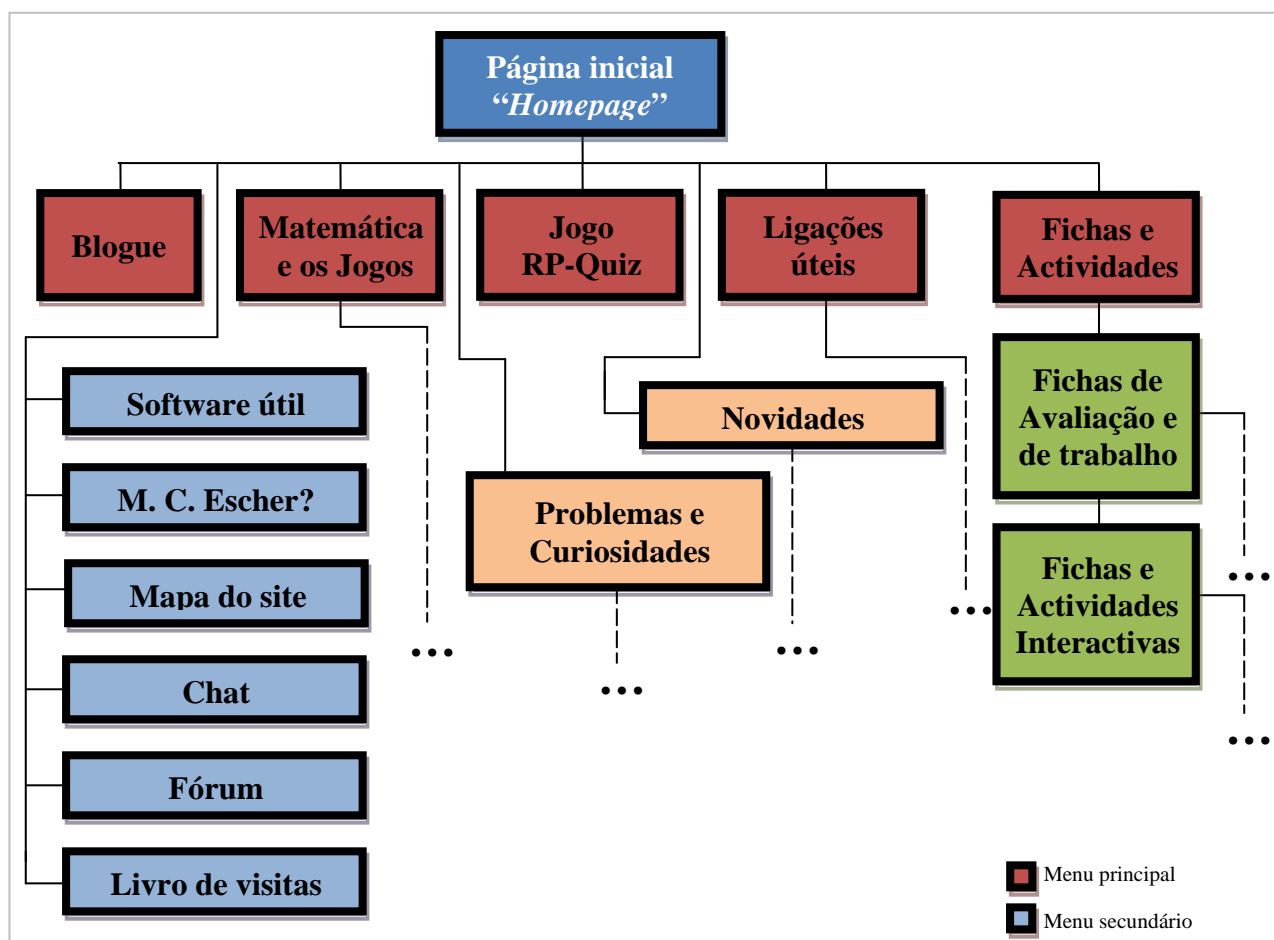 Página inicial
“Homepage”
Blogue
Matemática
e os Jogos
Jogo
RP-Quiz
Ligações
úteis
Fichas e
Actividades
Software útil
M. C. Escher?
Mapa do site
Chat
Fórum
Livro de visitas
Problemas e
Curiosidades
Novidades
Fichas de
Avaliação e
de trabalho
Fichas e
Actividades
Interactivas
...
...
...
...
...
...
Menu principal
Menu secundário